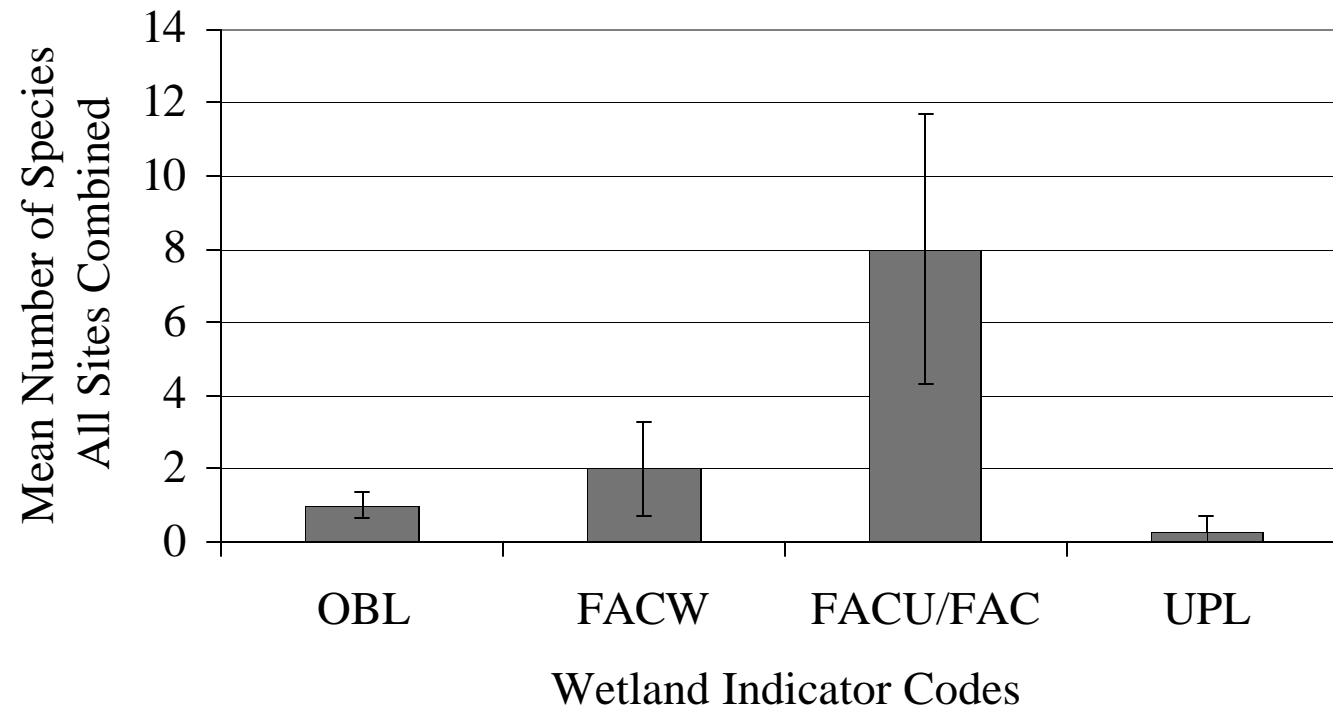 Mean Number of Species
All Sites Combined
14
12
10
8
6
4
2
0
OBL FACW FACU/FAC UPL
Wetland Indicator Codes